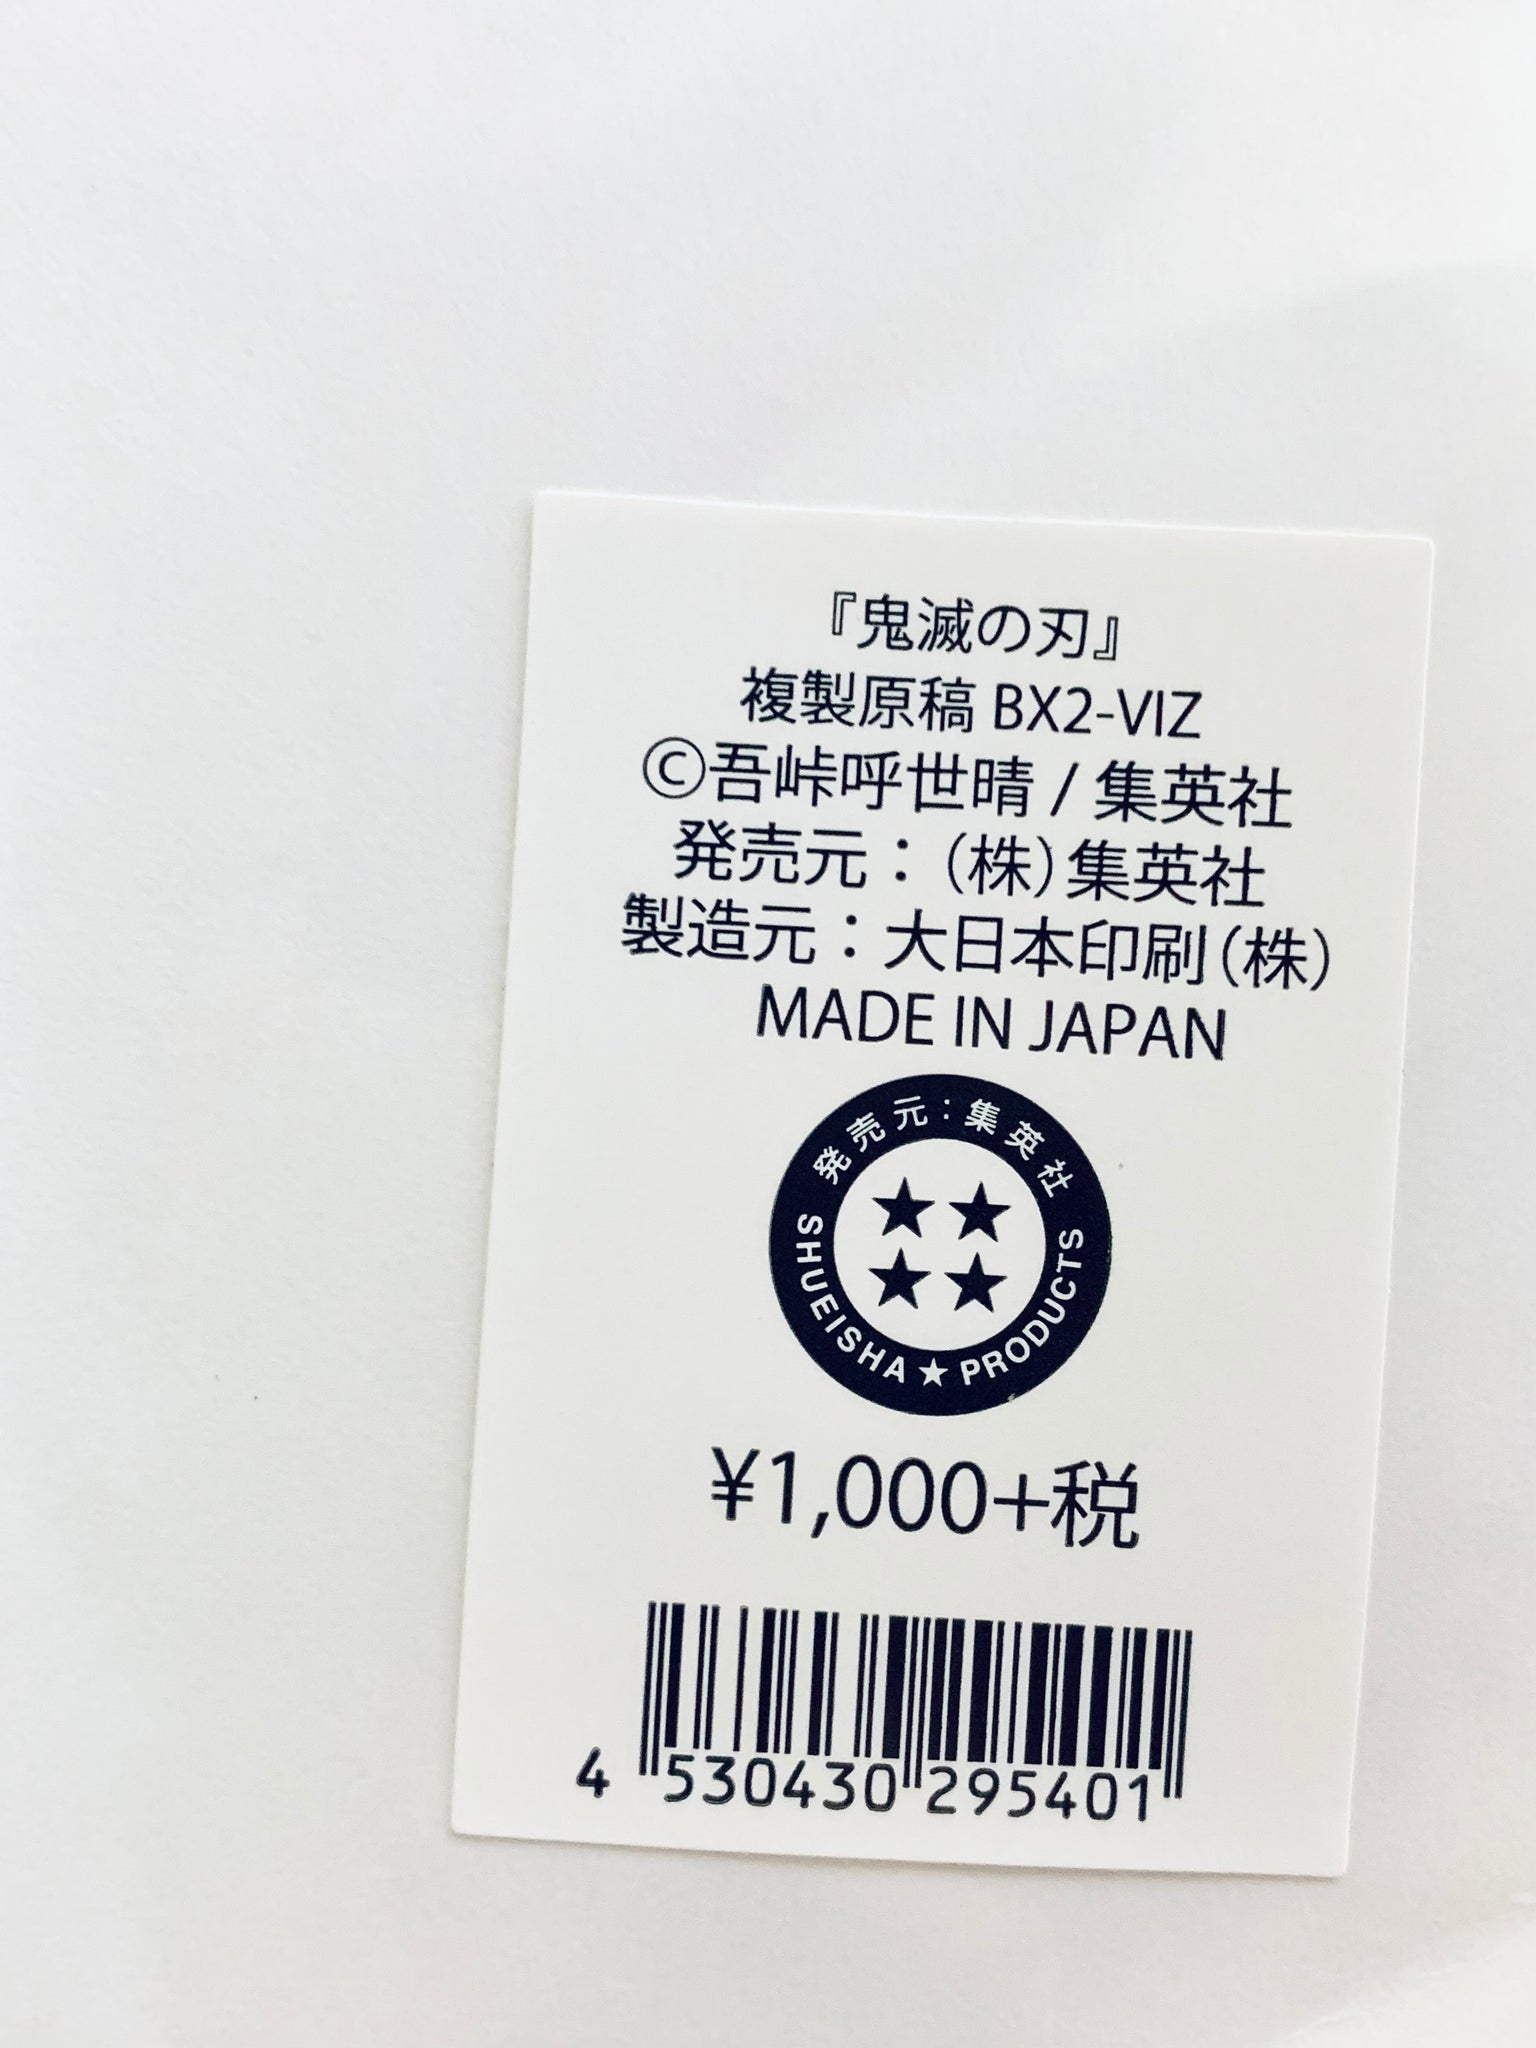 『鬼滅の刃』
複製原稿 BX2-VIZ
©吾峠呼世晴 / 集英社
発売元：(株)集英社
製造元：大日本印刷(株)
MADE IN JAPAN
発売元：集英社
SHUEISHA★PRODUCTS
¥1,000+税
4 530430 295401